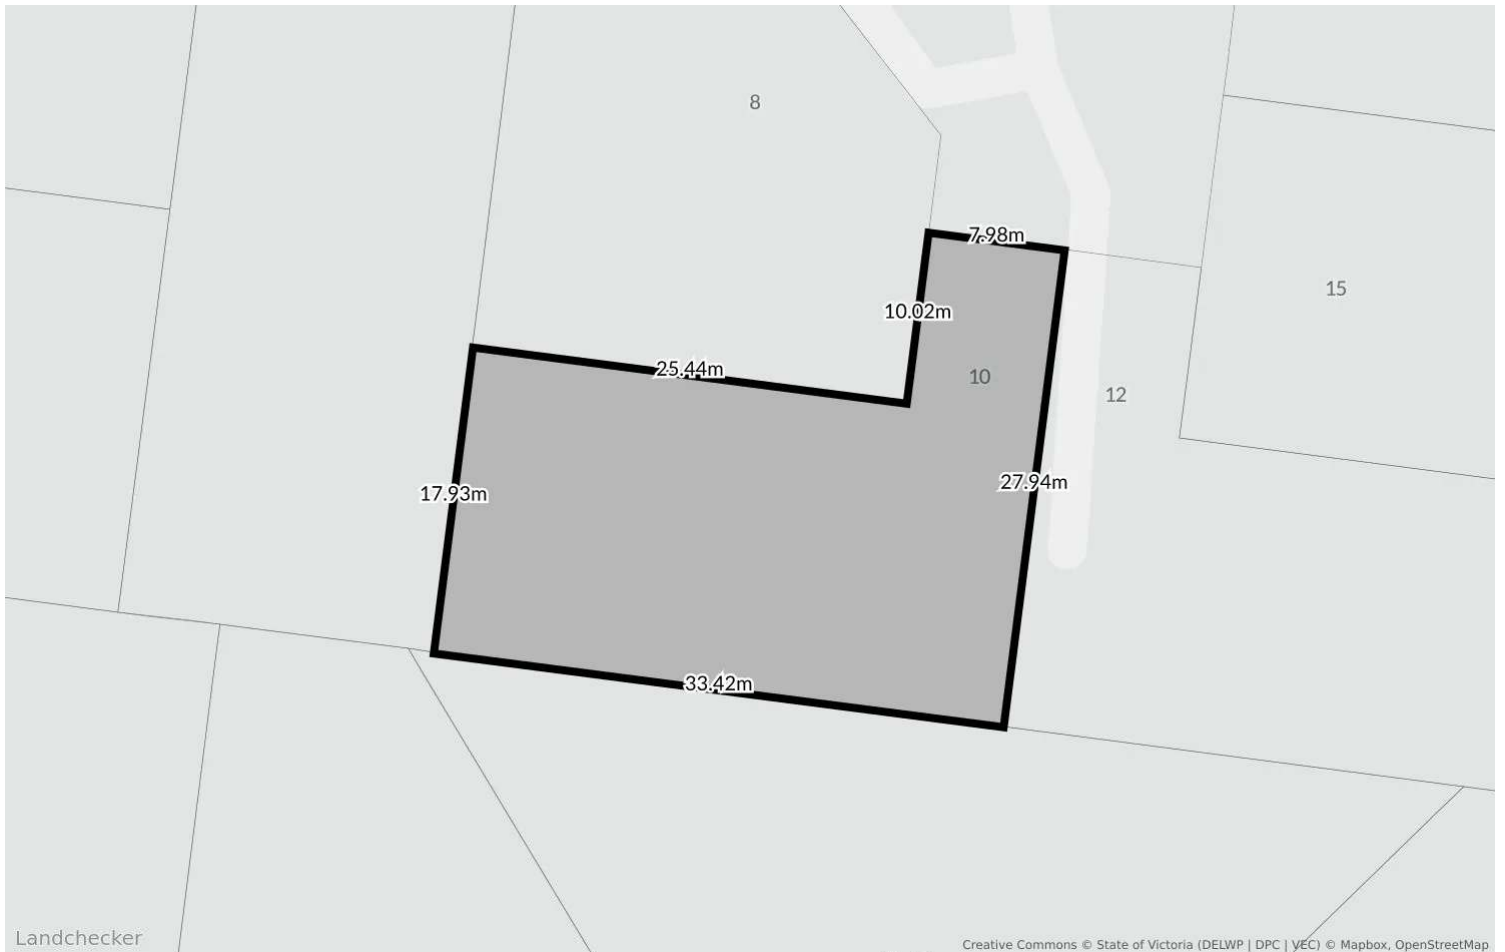 8
7.98m
15
10.02m
25.44m
10
12
27.94m
17.93m
33.42m
Landchecker
Creative Commons © State of Victoria (DELWP | DPC | VEC) © Mapbox, OpenStreetMap